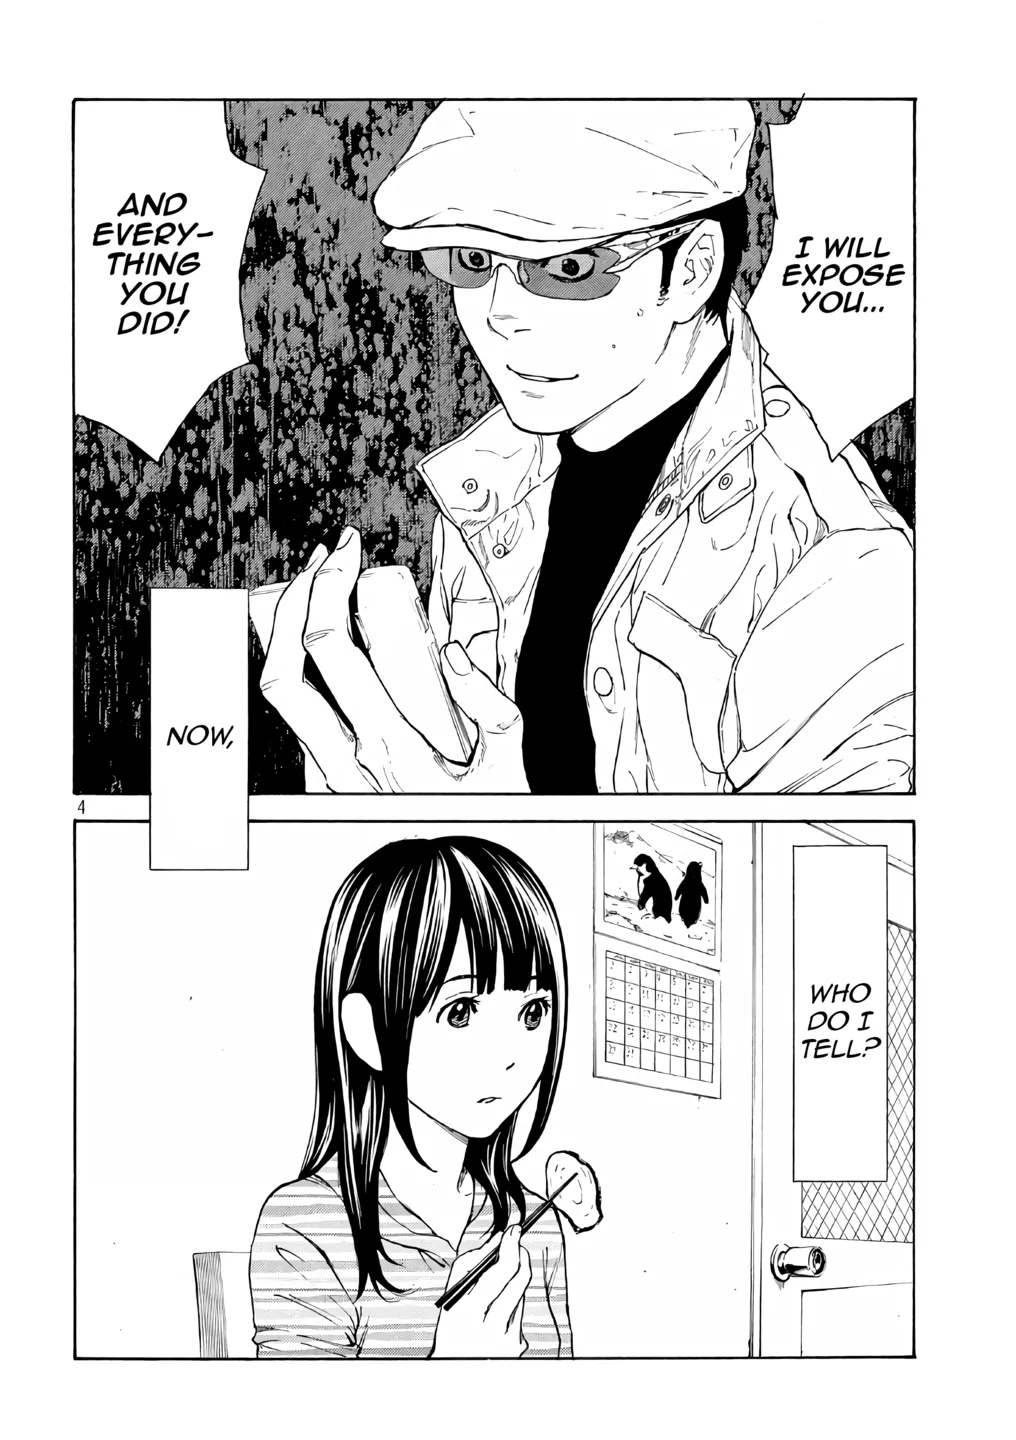 I WILL
EXPOSE
YOU...
AND
EVERY-
THING
YOU
DID!
NOW,
4
WHO
DO I
TELL?